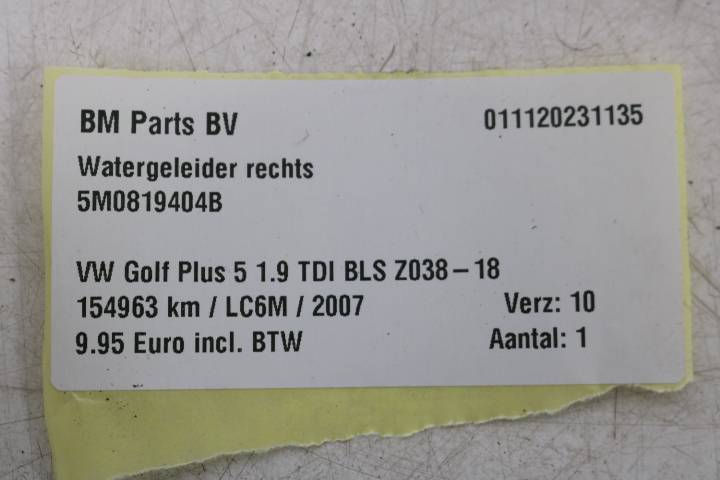 BM Parts BV 011120231135
Watergeleider rechts
5M0819404B
VW Golf Plus 5 1.9 TDI BLS Z038-18
154963 km / LC6M / 2007 Verz: 10
9.95 Euro incl. BTW Aantal: 1